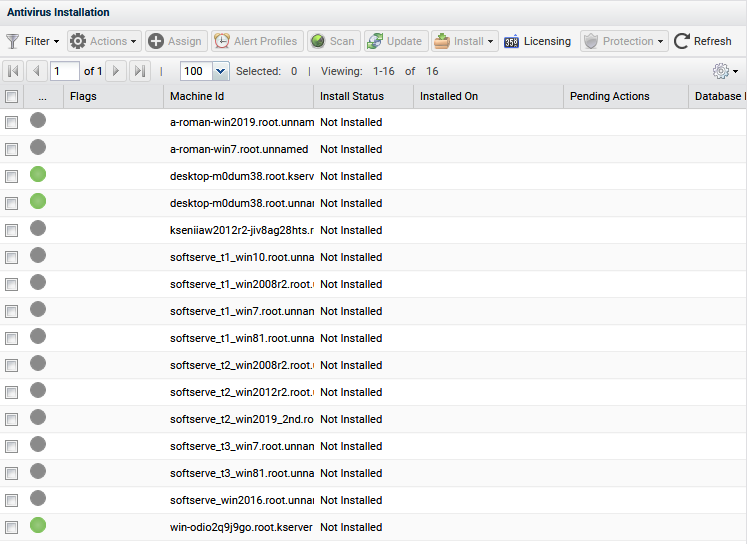 Antivirus Installation
Filter Actions Assign Alert Profiles Scan Update Install 358 Licensing Protection Refresh
1 of 1 | 100 Selected: 0 | Viewing: 1-16 of 16
... Flags Machine Id Install Status Installed On Pending Actions Database
a-roman-win2019.root.unnam Not Installed
a-roman-win7.root.unnamed Not Installed
desktop-m0dum38.root.kserv Not Installed
desktop-m0dum38.root.unnar Not Installed
kseniiaw2012r2-jiv8ag28hts.r Not Installed
softserve_t1_win10.root.unna Not Installed
softserve_t1_win2008r2.root. Not Installed
softserve_t1_win7.root.unnan Not Installed
softserve_t1_win81.root.unna Not Installed
softserve_t2_win2008r2.root. Not Installed
softserve_t2_win2012r2.root. Not Installed
softserve_t2_win2019_2nd.ro Not Installed
softserve_t3_win7.root.unnan Not Installed
softserve_t3_win81.root.unna Not Installed
softserve_win2016.root.unnai Not Installed
win-odio2q9j9go.root.kserver Not Installed